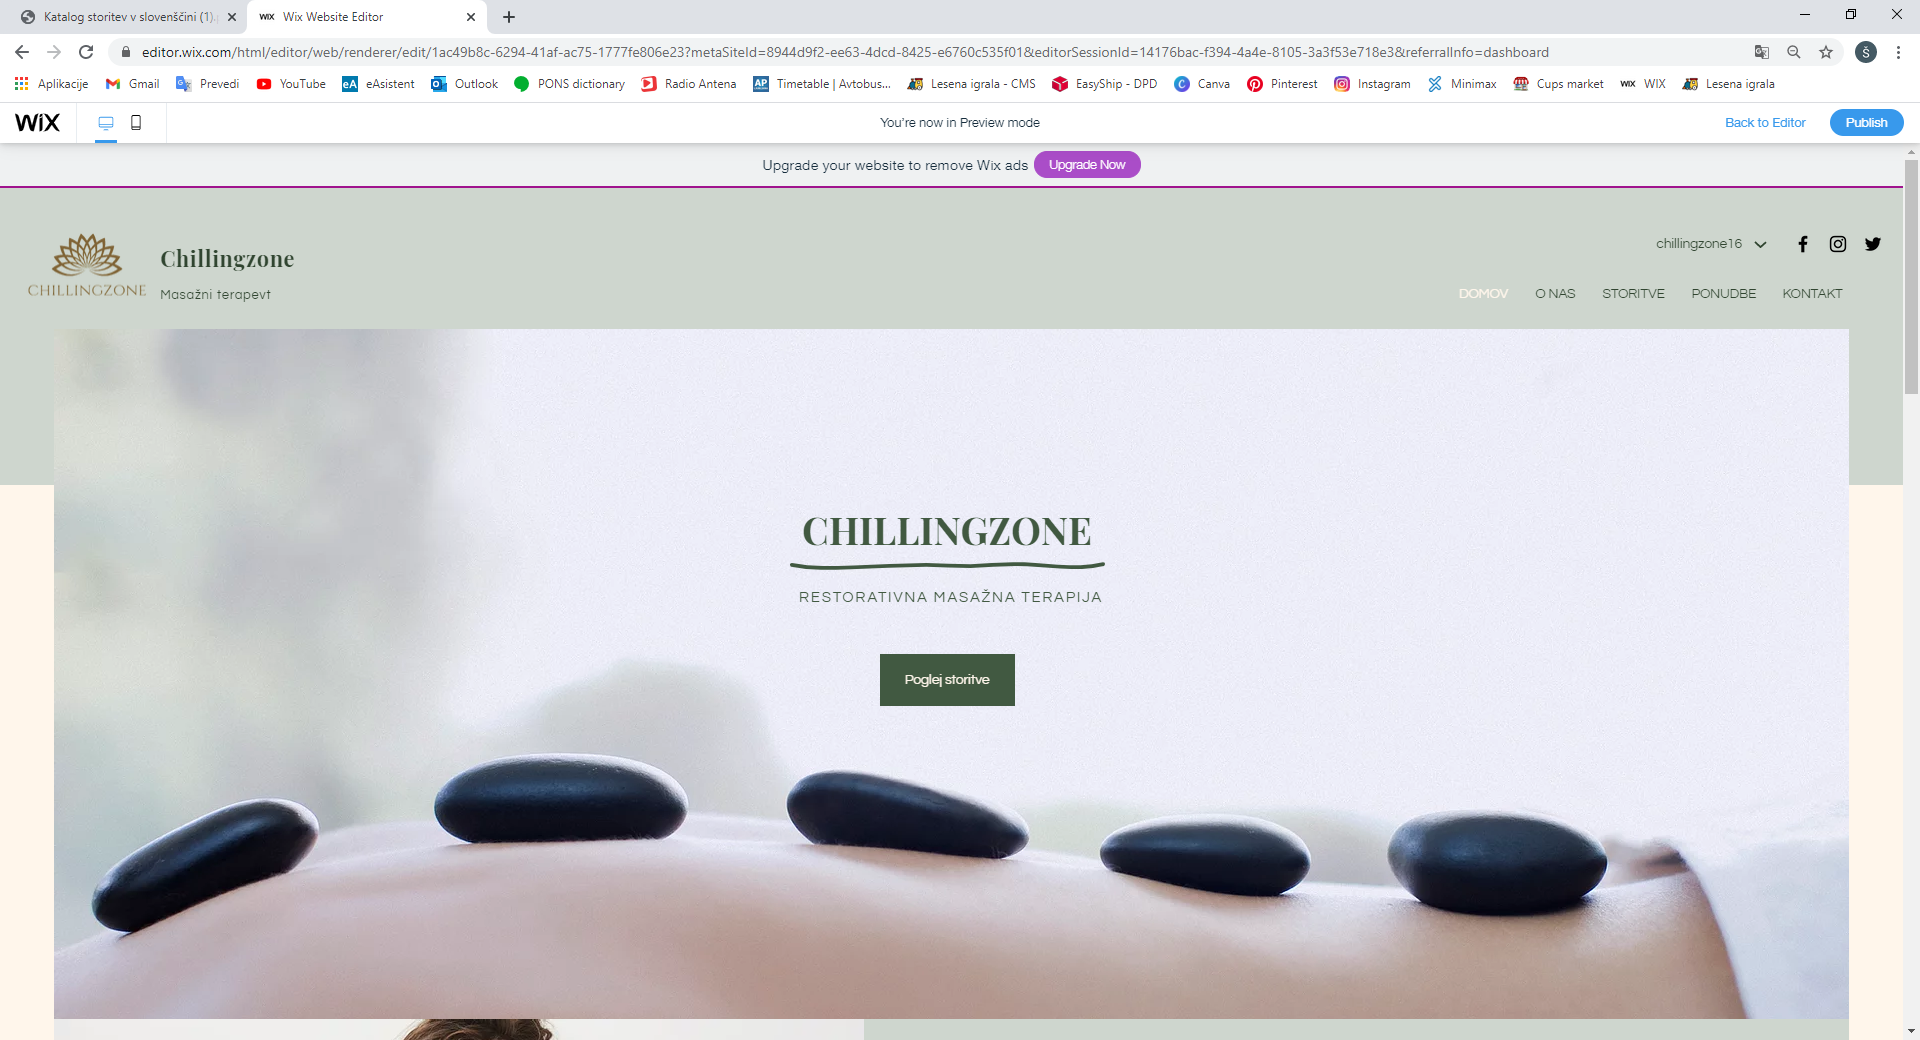 Katalog storitev v slovenščini (1).
WIX Wix Website Editor
editor.wix.com/html/editor/web/renderer/edit/1ac49b8c-6294-41af-ac75-1777fe806e23?metaSiteId=8944d9f2-ee63-4dcd-8425-e6760c535f01&editorSessionId=14176bac-f394-4a4e-8105-3a3f53e718e3&referralInfo=dashboard
Š
Aplikacije Gmail Prevedi YouTube eA eAsistent Outlook PONS dictionary Radio Antena AP Timetable | Avtobus... Lesena igrala - CMS EasyShip - DPD Canva Pinterest Instagram Minimax Cups market WIX WIX Lesena igrala
WiX You're now in Preview mode Back to Editor Publish
Upgrade your website to remove Wix ads Upgrade Now
CHILLINGZONE
Chillingzone
Masažni terapevt
chillingzone16
DOMOV O NAS STORITVE PONUDBE KONTAKT
CHILLINGZONE
RESTORATIVNA MASAŽNA TERAPIJA
Poglej storitve